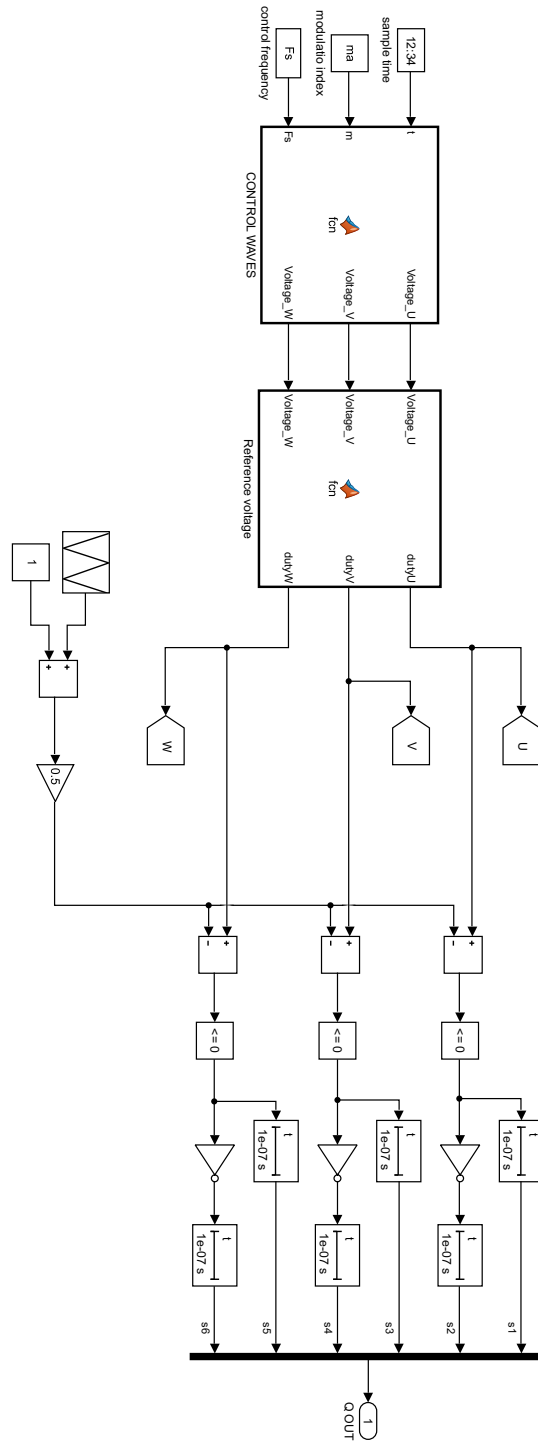 12:34
sample time
ma
modulatio index
Fs
control frequency
t
m
Fs
fcn
Voltage_U
Voltage_V
Voltage_W
CONTROL WAVES
Voltage_U
Voltage_V
Voltage_W
fcn
dutyU
dutyV
dutyW
Reference voltage
U
V
W
1
+
+
0.5
+
-
+
-
+
-
<= 0
<= 0
<= 0
t
1e-07 s
t
1e-07 s
t
1e-07 s
t
1e-07 s
t
1e-07 s
t
1e-07 s
s1
s2
s3
s4
s5
s6
1
Q OUT